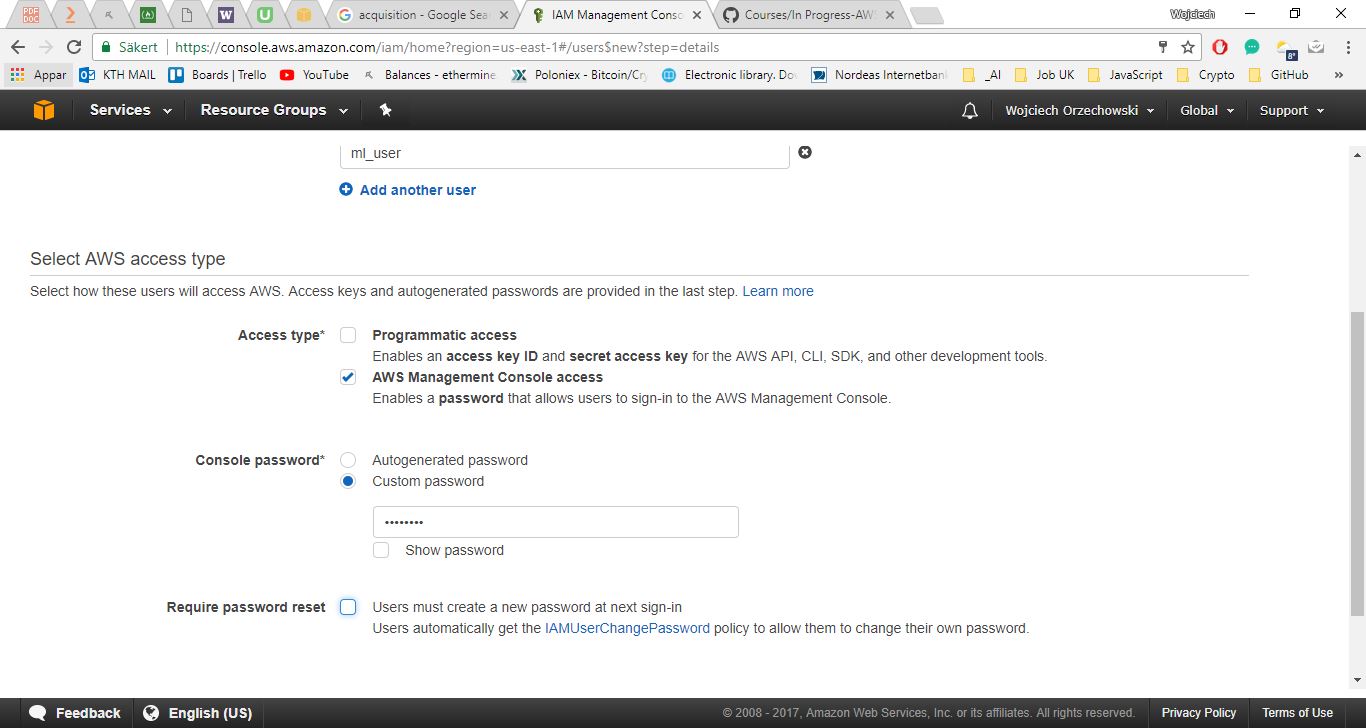 PDF DOC W U acquisition - Google Sea IAM Management Conso Courses/In Progress-AWS Wojciech
Säkert https://console.aws.amazon.com/iam/home?region=us-east-1#/users$new?step=details 8°
Appar KTH MAIL Boards | Trello YouTube Balances - ethermine Poloniex - Bitcoin/Cry Electronic library. Do Nordeas Internetbank _AI Job UK JavaScript Crypto GitHub »
Services Resource Groups Wojciech Orzechowski Global Support
ml_user
Add another user
Select AWS access type
Select how these users will access AWS. Access keys and autogenerated passwords are provided in the last step. Learn more
Access type* Programmatic access
Enables an access key ID and secret access key for the AWS API, CLI, SDK, and other development tools.
AWS Management Console access
Enables a password that allows users to sign-in to the AWS Management Console.
Console password* Autogenerated password
Custom password
••••••••
Show password
Require password reset Users must create a new password at next sign-in
Users automatically get the IAMUserChangePassword policy to allow them to change their own password.
Feedback English (US) © 2008 - 2017, Amazon Web Services, Inc. or its affiliates. All rights reserved. Privacy Policy Terms of Use